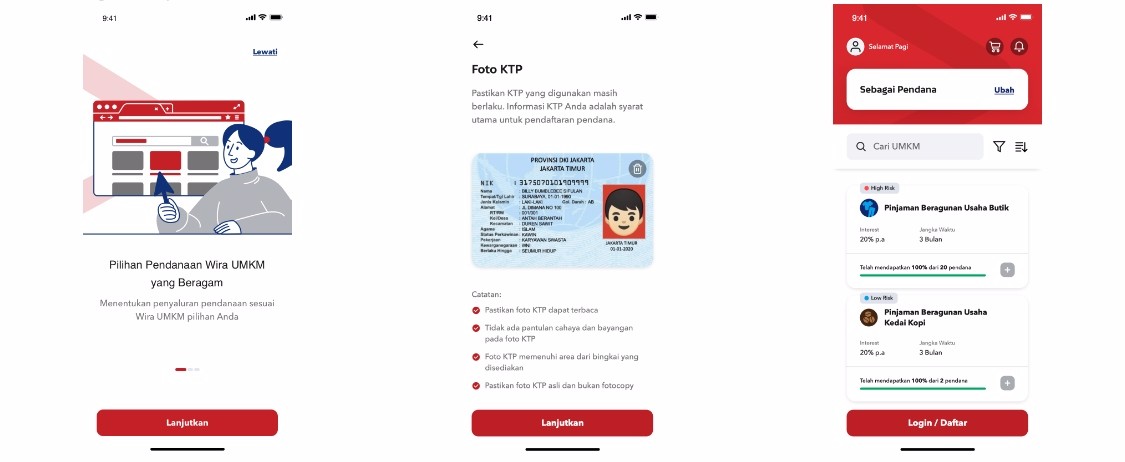 9:41
Lewati
Pilihan Pendanaan Wira UMKM
yang Beragam
Menentukan penyaluran pendanaan sesuai
Wira UMKM pilihan Anda
Lanjutkan
9:41
Foto KTP
Pastikan KTP yang digunakan masih
berlaku. Informasi KTP Anda adalah syarat
utama untuk pendaftaran pendana.
PROVINSI DKI JAKARTA
JAKARTA TIMUR
NIK : 3175070101909999
Nama : BILLY BUMBLEBEE SIFULAN
Tempat/Tgl Lahir : SURABAYA, 01-01-1990
Jenis Kelamin : LAKI-LAKI Gol. Darah : AB
Alamat : JL.DIMANA NO 100
RT/RW : 001/001
Kel/Desa : ANTAH BERANTAH
Kecamatan : DUREN SAWIT
Agama : ISLAM
Status Perkawinan : KAWIN
Pekerjaan : KARYAWAN SWASTA
Kewarganegaraan : WNI
Berlaku Hingga : SEUMUR HIDUP
JAKARTA TIMUR
01-01-2020
Catatan:
Pastikan foto KTP dapat terbaca
Tidak ada pantulan cahaya dan bayangan
pada foto KTP
Foto KTP memenuhi area dari bingkai yang
disediakan
Pastikan foto KTP asli dan bukan fotocopy
Lanjutkan
9:41
Selamat Pagi
Sebagai Pendana
Ubah
Cari UMKM
High Risk
Pinjaman Beragunan Usaha Butik
Interest Jangka Waktu
20% p.a 3 Bulan
Telah mendapatkan 100% dari 20 pendana
Low Risk
Pinjaman Beragunan Usaha
Kedai Kopi
Interest Jangka Waktu
20% p.a 3 Bulan
Telah mendapatkan 100% dari 2 pendana
Login / Daftar